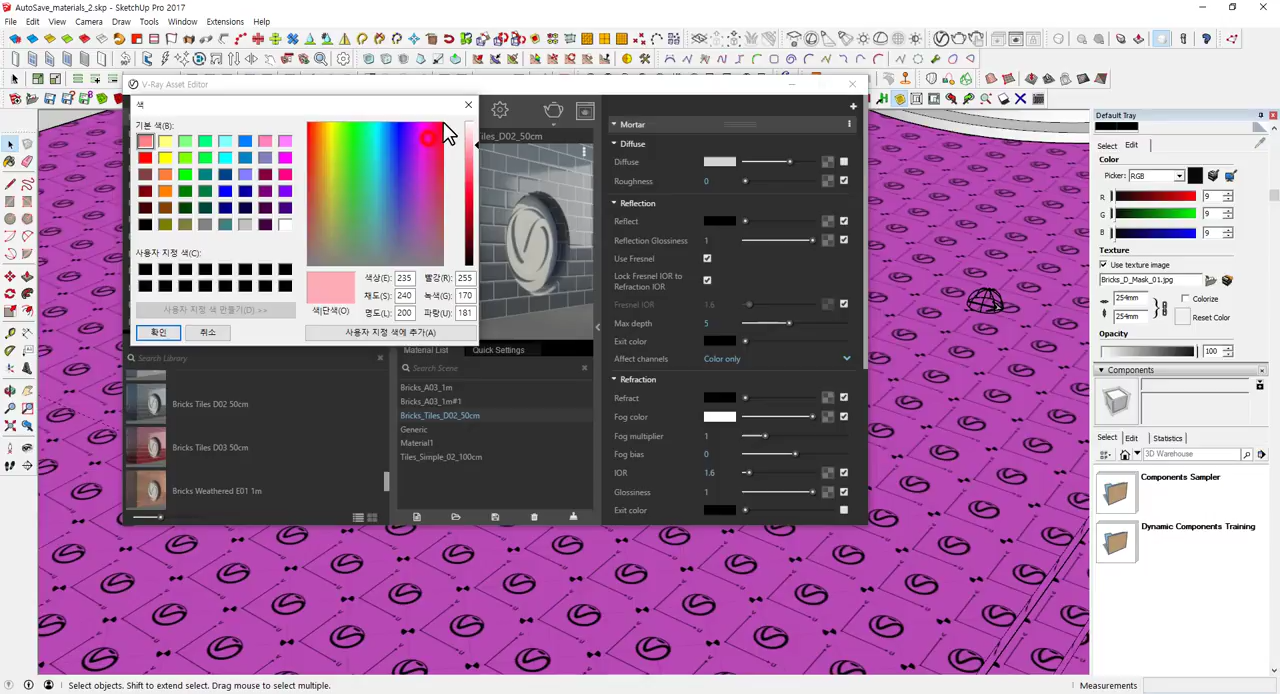 AutoSave_materials_2.skp - SketchUp Pro 2017
File Edit View Camera Draw Tools Window Extensions Help
V-Ray Asset Editor
색
기본 색(B):
사용자 지정 색(C):
사용자 지정 색 만들기(D) >>
확인
취소
색|단색(O)
색상(E): 235
빨강(R): 255
채도(S): 240
녹색(G): 170
명도(L): 200
파랑(U): 181
사용자 지정 색에 추가(A)
Tiles_D02_50cm
Search Library
Bricks Tiles D02 50cm
Bricks Tiles D03 50cm
Bricks Weathered E01 1m
Material List
Quick Settings
Search Scene
Bricks_A03_1m
Bricks_A03_1m#1
Bricks_Tiles_D02_50cm
Generic
Material1
Tiles_Simple_02_100cm
Mortar
Diffuse
Diffuse
Roughness 0
Reflection
Reflect
Reflection Glossiness 1
Use Fresnel
Lock Fresnel IOR to
Refraction IOR
Fresnel IOR 1.6
Max depth 5
Exit color
Affect channels Color only
Refraction
Refract
Fog color
Fog multiplier 1
Fog bias 0
IOR 1.6
Glossiness 1
Exit color
Default Tray
Select Edit
Color
Picker: RGB
R 9
G 9
B 9
Texture
Use texture image
Bricks_D_Mask_01.jpg
254mm
254mm
Colorize
Reset Color
Opacity
100
Components
Select Edit Statistics
3D Warehouse
Components Sampler
Dynamic Components Training
Select objects. Shift to extend select. Drag mouse to select multiple.
Measurements